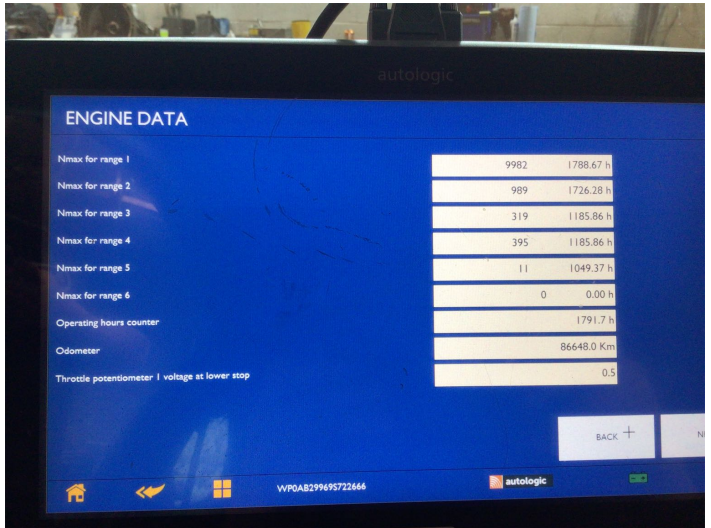 autologic
ENGINE DATA
Nmax for range 1 9982 1788.67 h
Nmax for range 2 989 1726.28 h
Nmax for range 3 319 1185.86 h
Nmax for range 4 395 1185.86 h
Nmax for range 5 11 1049.37 h
Nmax for range 6 0 0.00 h
Operating hours counter 1791.7 h
Odometer 86648.0 Km
Throttle potentiometer 1 voltage at lower stop 0.5
BACK
WP0AB29969S722666 autologic